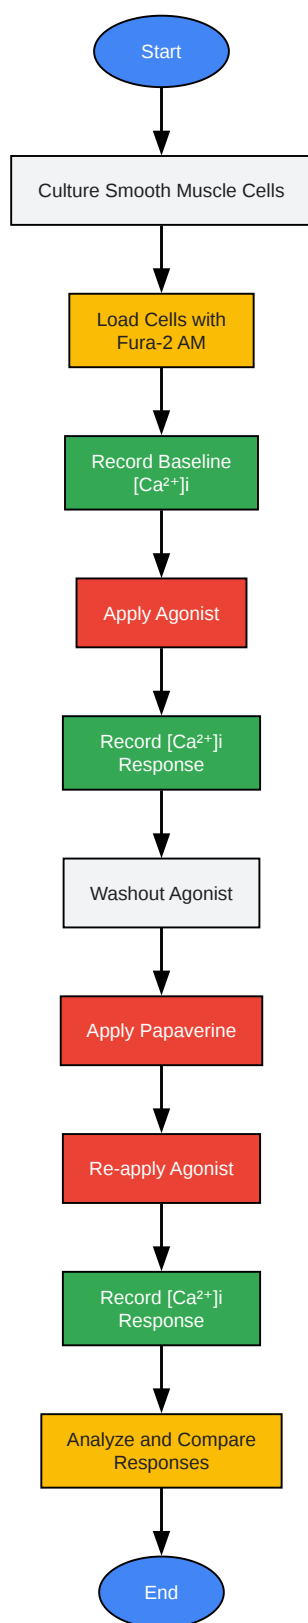 Start
Culture Smooth Muscle Cells
Load Cells with
Fura-2 AM
Record Baseline
[Ca²⁺]i
Apply Agonist
Record [Ca²⁺]i
Response
Washout Agonist
Apply Papaverine
Re-apply Agonist
Record [Ca²⁺]i
Response
Analyze and Compare
Responses
End